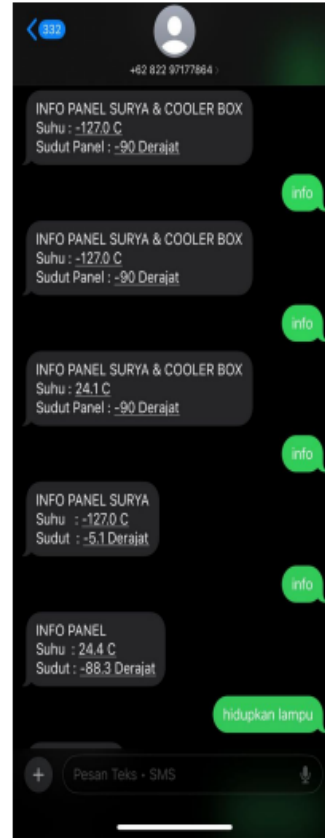 332
+62 822 97177864
INFO PANEL SURYA & COOLER BOX
Suhu : -127.0 C
Sudut Panel : -90 Derajat
info
INFO PANEL SURYA & COOLER BOX
Suhu : -127.0 C
Sudut Panel : -90 Derajat
info
INFO PANEL SURYA & COOLER BOX
Suhu : 24.1 C
Sudut Panel : -90 Derajat
info
INFO PANEL SURYA
Suhu : -127.0 C
Sudut : -5.1 Derajat
info
INFO PANEL
Suhu : 24.4 C
Sudut : -88.3 Derajat
hidupkan lampu
Pesan Teks • SMS